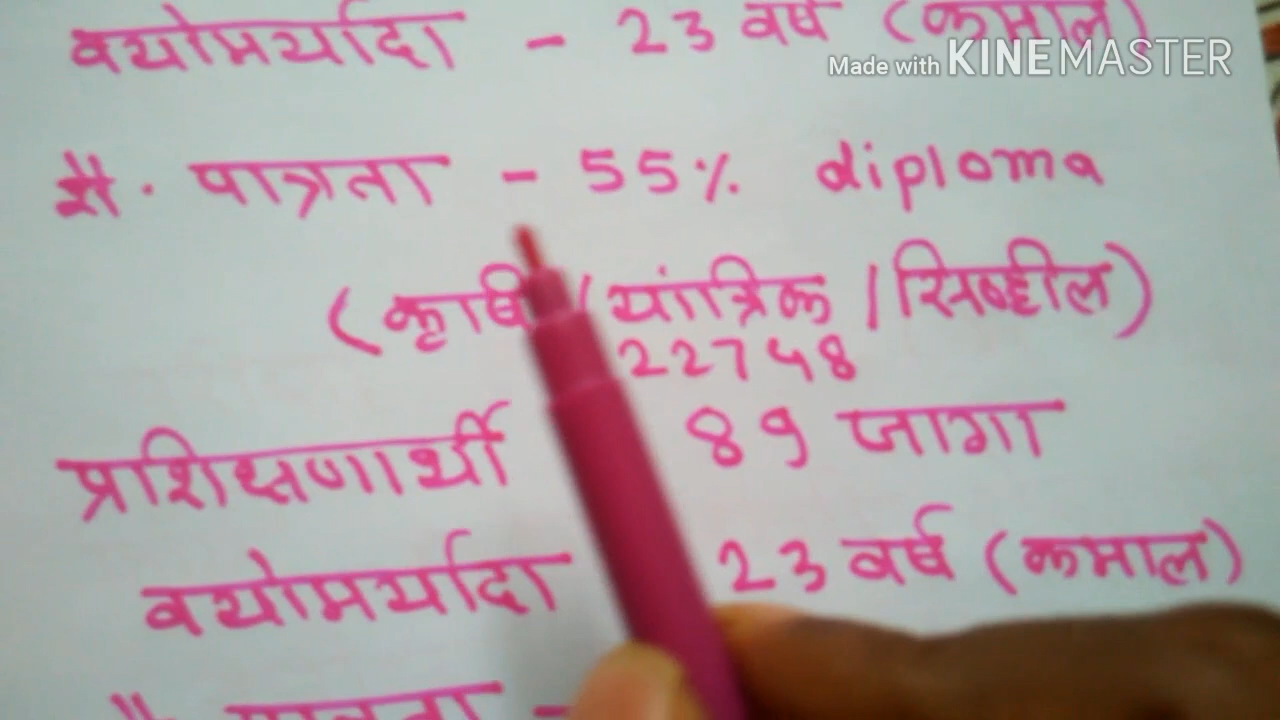 वयोमर्यादा - 23 वर्ष (कमाल)
Made with KINEMASTER
शै. पात्रता - 55% diploma
(कृषि / यांत्रिक / सिव्हील)
22748
प्रशिक्षणार्थी 89 जागा
वयोमर्यादा 23 वर्ष (कमाल)
शै. पात्रता -